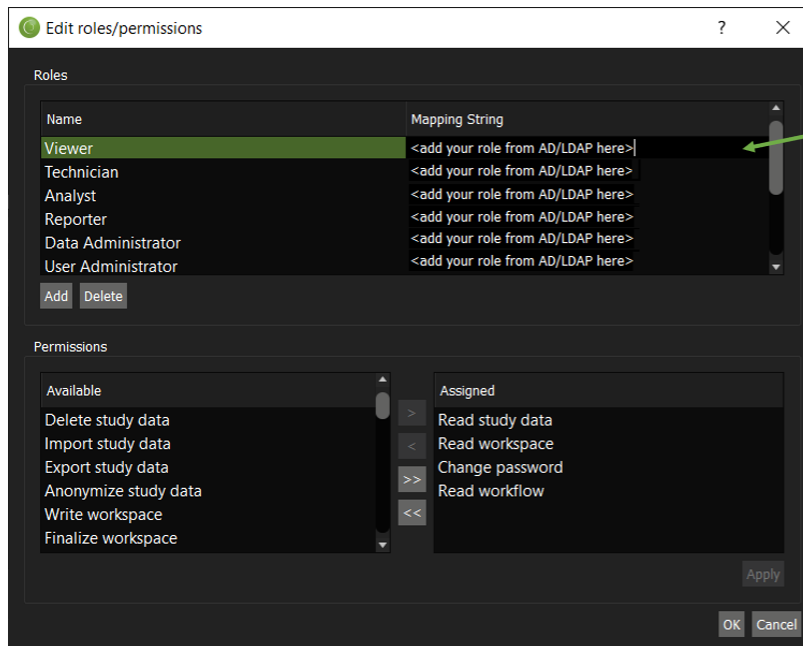 Edit roles/permissions ? ×
Roles
Name Mapping String
Viewer <add your role from AD/LDAP here>
Technician <add your role from AD/LDAP here>
Analyst <add your role from AD/LDAP here>
Reporter <add your role from AD/LDAP here>
Data Administrator <add your role from AD/LDAP here>
User Administrator <add your role from AD/LDAP here>
Add Delete
Permissions
Available Assigned
Delete study data > Read study data
Import study data < Read workspace
Export study data >> Change password
Anonymize study data Read workflow
Write workspace <<
Finalize workspace
Apply
OK Cancel